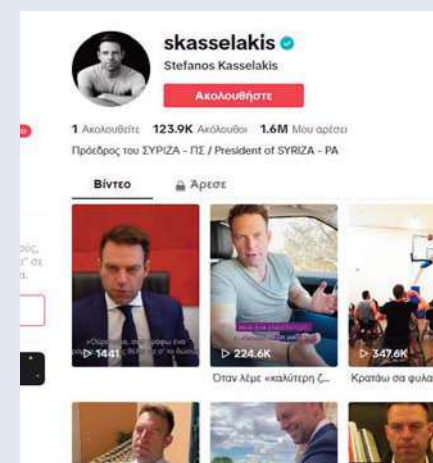 skasselakis
Stefanos Kasselakis
Ακολουθήστε
1 Ακολουθείτε 123.9K Ακόλουθοι 1.6M Μου αρέσει
Πρόεδρος του ΣΥΡΙΖΑ - ΠΣ / President of SYRIZA - PA
Βίντεο Άρεσε
1441
224.6K
347.6K
Όταν λέμε «καλύτερη ζ...
Κρατάω σα φυλα